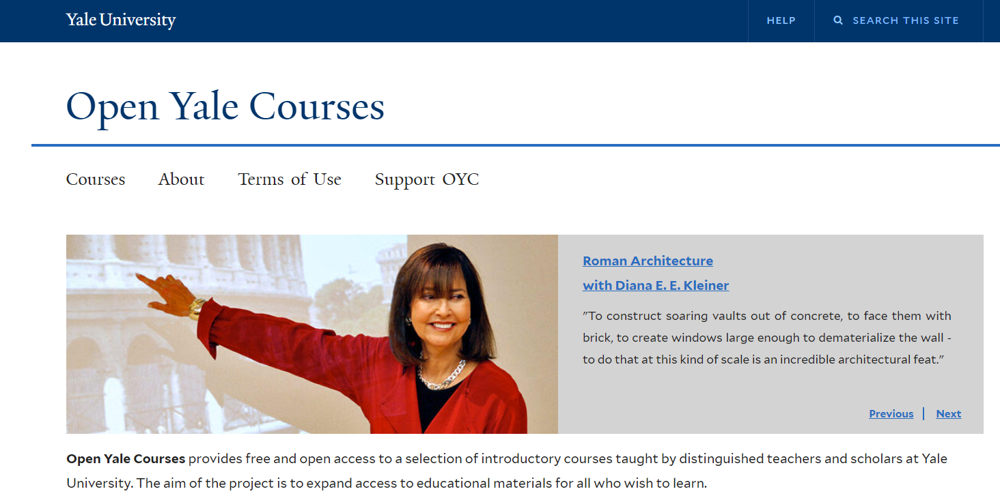 Yale University
HELP
SEARCH THIS SITE
Open Yale Courses
Courses
About
Terms of Use
Support OYC
Roman Architecture
with Diana E. E. Kleiner
"To construct soaring vaults out of concrete, to face them with
brick, to create windows large enough to dematerialize the wall -
to do that at this kind of scale is an incredible architectural feat."
Previous | Next
Open Yale Courses provides free and open access to a selection of introductory courses taught by distinguished teachers and scholars at Yale
University. The aim of the project is to expand access to educational materials for all who wish to learn.